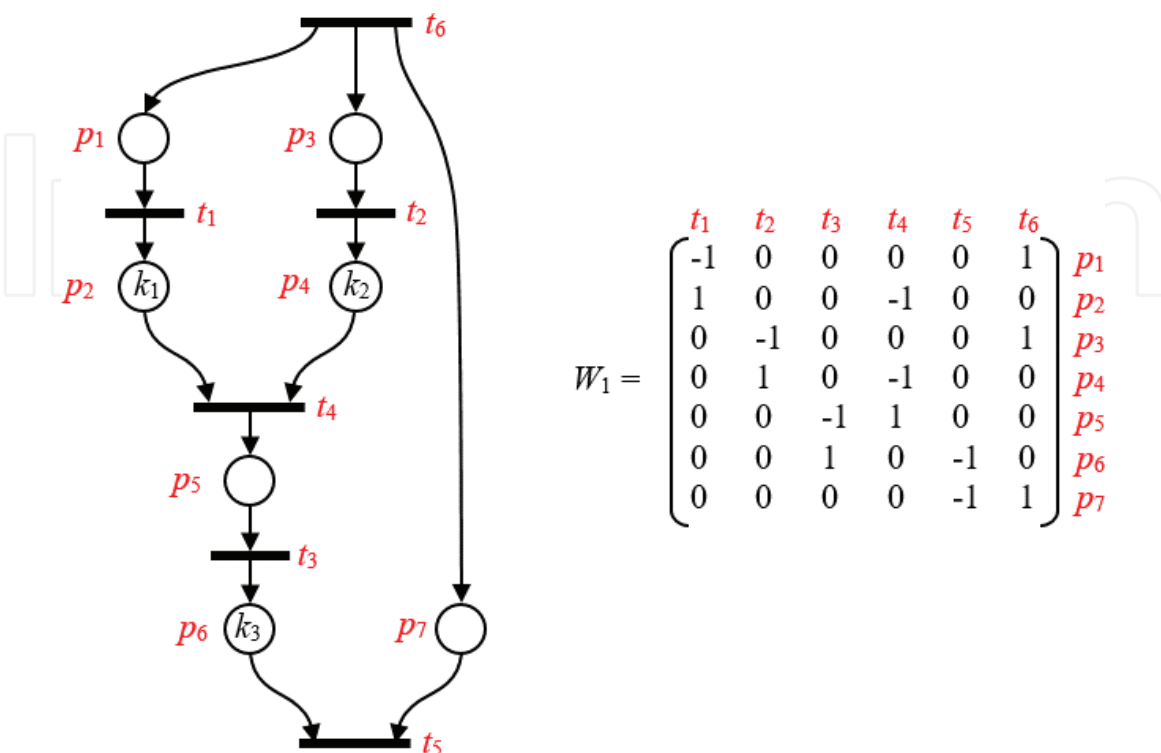 t6
p1
p3
t1
t2
p2
k1
p4
k2
t4
p5
t3
p6
k3
p7
t5
t1 t2 t3 t4 t5 t6
-1 0 0 0 0 1 p1
1 0 0 -1 0 0 p2
0 -1 0 0 0 1 p3
W1 = 0 1 0 -1 0 0 p4
0 0 -1 1 0 0 p5
0 0 1 0 -1 0 p6
0 0 0 0 -1 1 p7